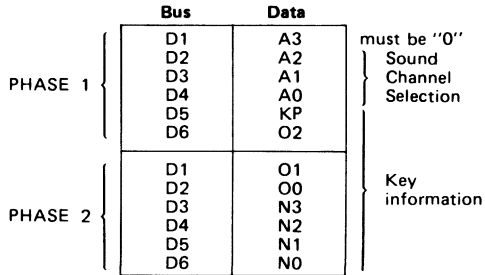 Bus Data
D1 A3 must be "0"
D2 A2 Sound
D3 A1 Channel
PHASE 1 D4 A0 Selection
D5 KP
D6 O2
D1 O1
D2 O0 Key
D3 N3 information
PHASE 2 D4 N2
D5 N1
D6 N0